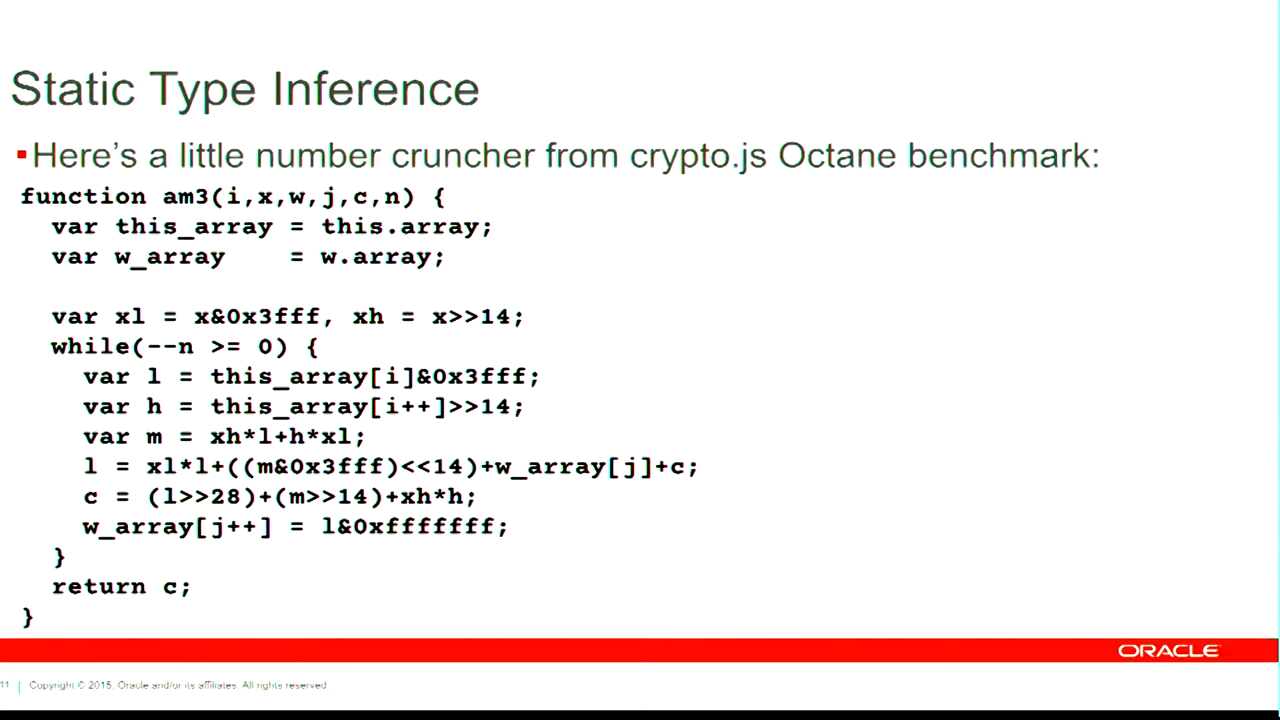 Static Type Inference
▪Here's a little number cruncher from crypto.js Octane benchmark:
function am3(i,x,w,j,c,n) {
  var this_array = this.array;
  var w_array    = w.array;

  var xl = x&0x3fff, xh = x>>14;
  while(--n >= 0) {
    var l = this_array[i]&0x3fff;
    var h = this_array[i++]>>14;
    var m = xh*l+h*xl;
    l = xl*l+((m&0x3fff)<<14)+w_array[j]+c;
    c = (l>>28)+(m>>14)+xh*h;
    w_array[j++] = l&0xfffffff;
  }
  return c;
}
ORACLE
11 | Copyright © 2015, Oracle and/or its affiliates. All rights reserved.